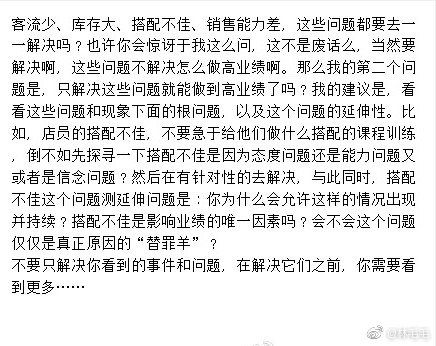 客流少、库存大、搭配不佳、销售能力差，这些问题都要去一
一解决吗？也许你会惊讶于我这么问，这不是废话么，当然要
解决啊，这些问题不解决怎么做高业绩啊。那么我的第二个问
题是，只解决这些问题就能做到高业绩了吗？我的建议是，看
看这些问题和现象下面的根问题，以及这个问题的延伸性。比
如，店员的搭配不佳，不要急于给他们做什么搭配的课程训练
，倒不如先探寻一下搭配不佳是因为态度问题还是能力问题又
或者是信念问题？然后在有针对性的去解决，与此同时，搭配
不佳这个问题测延伸问题是：你为什么会允许这样的情况出现
并持续？搭配不佳是影响业绩的唯一因素吗？会不会这个问题
仅仅是真正原因的“替罪羊”？
不要只解决你看到的事件和问题，在解决它们之前，你需要看
到更多……